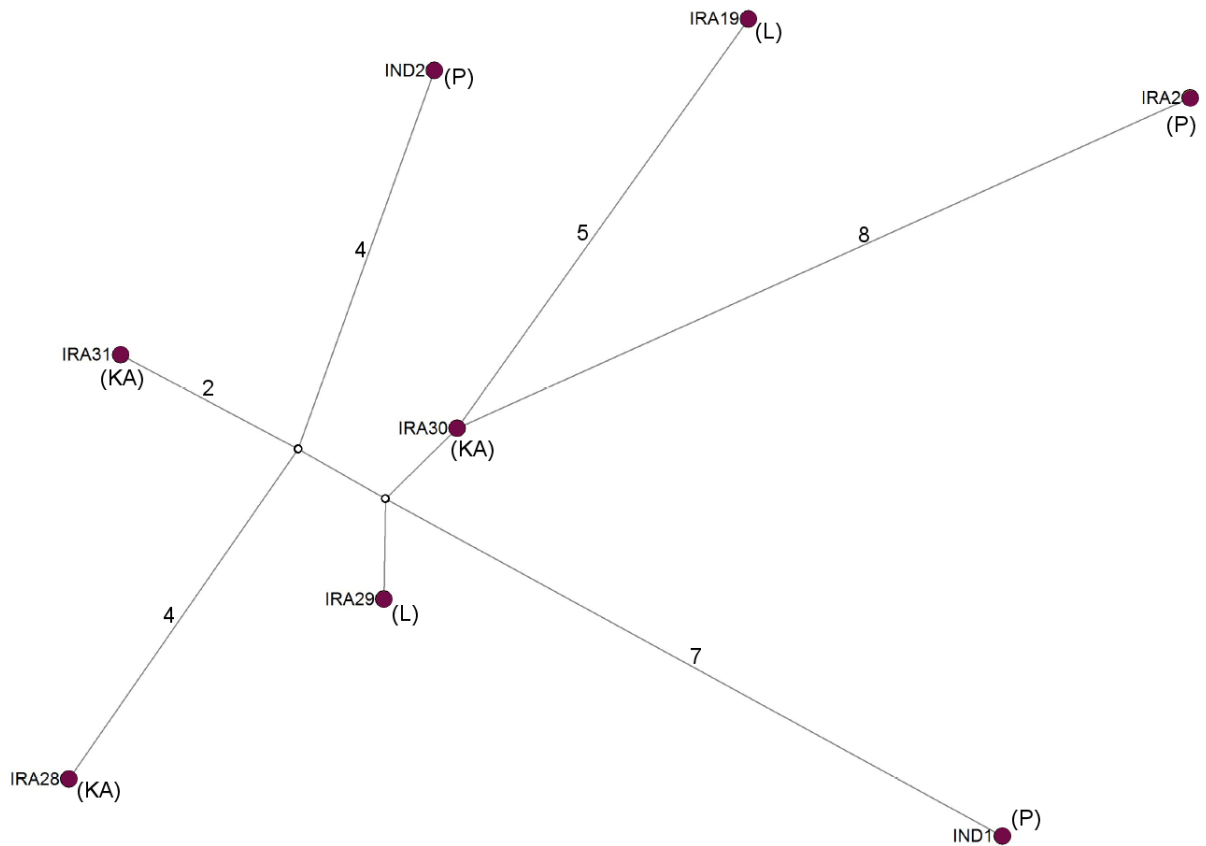 IRA19
(L)
IND2
(P)
IRA2
(P)
4
5
8
IRA31
(KA)
2
IRA30
(KA)
IRA29
(L)
4
7
IRA28
(KA)
(P)
IND1